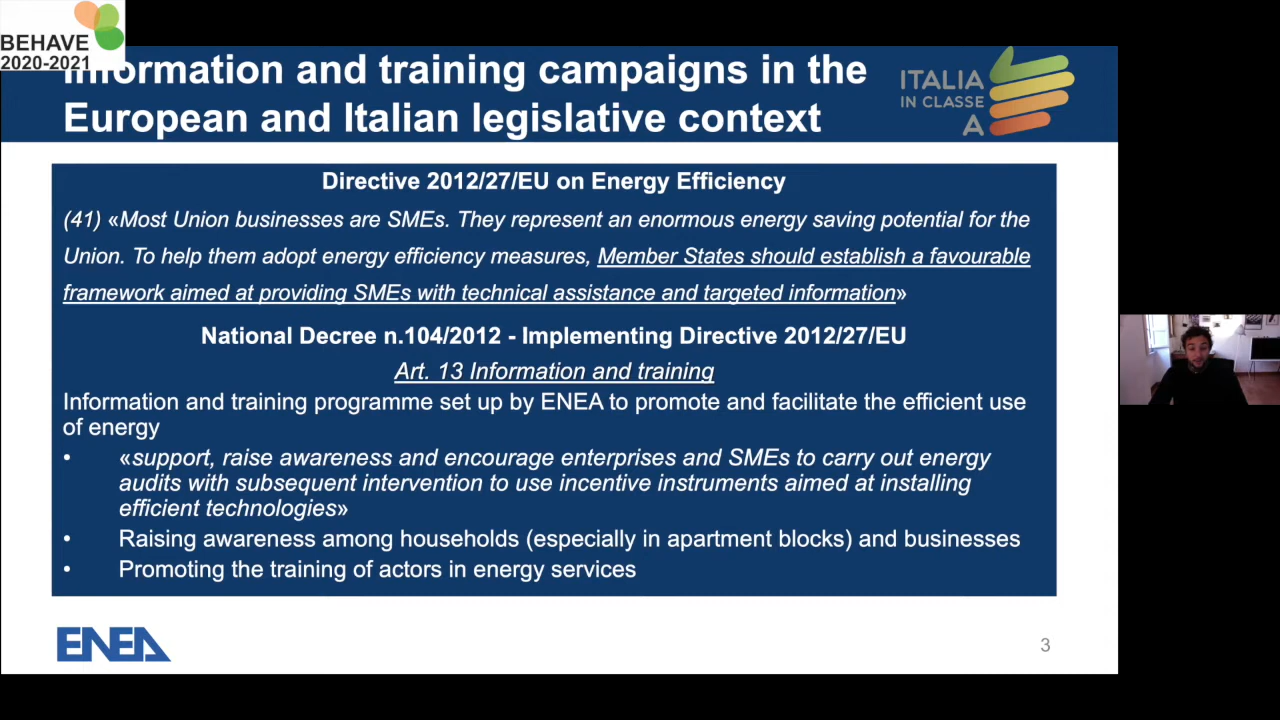 BEHAVE
2020-2021
Information and training campaigns in the
European and Italian legislative context
ITALIA
IN CLASSE
A
Directive 2012/27/EU on Energy Efficiency
(41) «Most Union businesses are SMEs. They represent an enormous energy saving potential for the
Union. To help them adopt energy efficiency measures, Member States should establish a favourable
framework aimed at providing SMEs with technical assistance and targeted information»
National Decree n.104/2012 - Implementing Directive 2012/27/EU
Art. 13 Information and training
Information and training programme set up by ENEA to promote and facilitate the efficient use
of energy
• «support, raise awareness and encourage enterprises and SMEs to carry out energy
audits with subsequent intervention to use incentive instruments aimed at installing
efficient technologies»
• Raising awareness among households (especially in apartment blocks) and businesses
• Promoting the training of actors in energy services
ENEA
3